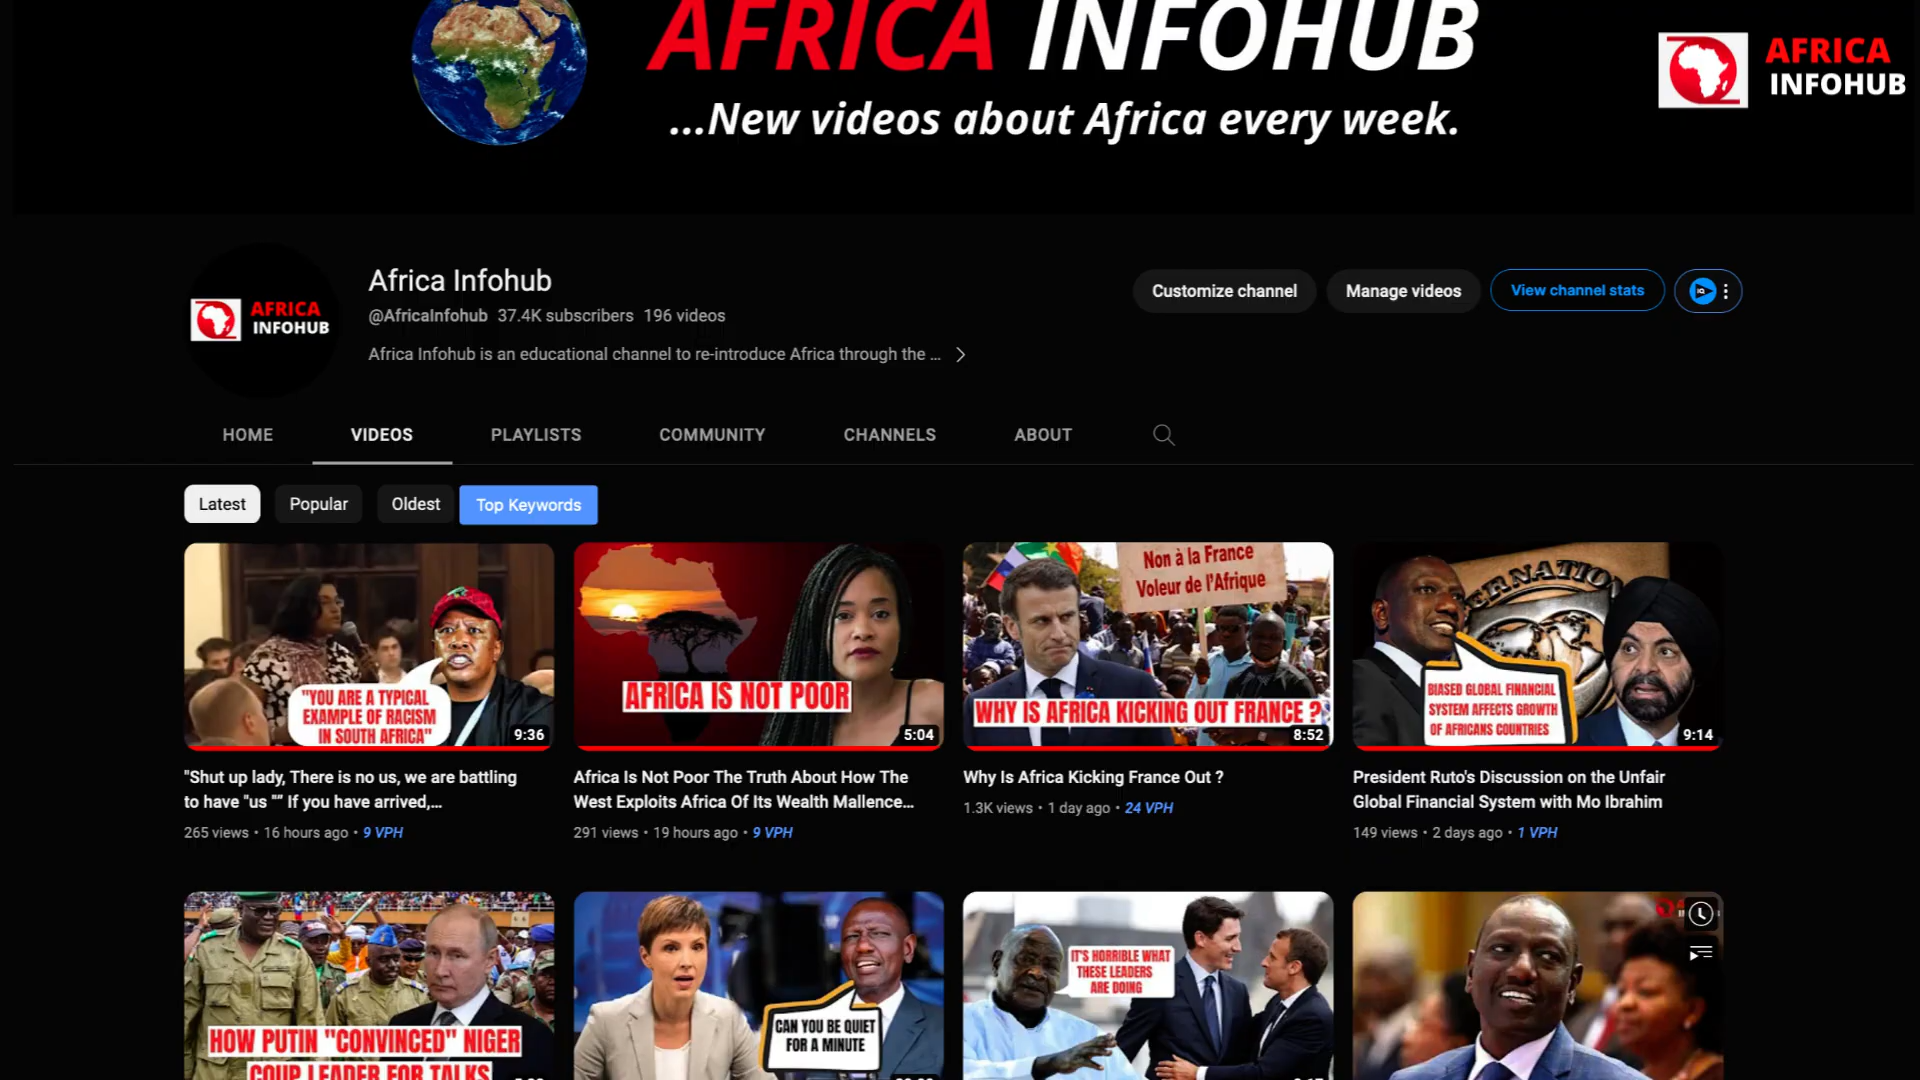 AFRICA INFOHUB
...New videos about Africa every week.
AFRICA
INFOHUB
AFRICA
INFOHUB
Africa Infohub
@AfricaInfohub 37.4K subscribers 196 videos
Africa Infohub is an educational channel to re-introduce Africa through the ...
Customize channel
Manage videos
View channel stats
HOME
VIDEOS
PLAYLISTS
COMMUNITY
CHANNELS
ABOUT
Latest
Popular
Oldest
Top Keywords
"YOU ARE A TYPICAL
EXAMPLE OF RACISM
IN SOUTH AFRICA"
9:36
"Shut up lady, There is no us, we are battling
to have "us "" If you have arrived,...
265 views • 16 hours ago • 9 VPH
AFRICA IS NOT POOR
5:04
Africa Is Not Poor The Truth About How The
West Exploits Africa Of Its Wealth Mallence...
291 views • 19 hours ago • 9 VPH
Non à la France
Voleur de l'Afrique
WHY IS AFRICA KICKING OUT FRANCE ?
8:52
Why Is Africa Kicking France Out ?
1.3K views • 1 day ago • 24 VPH
BIASED GLOBAL FINANCIAL
SYSTEM AFFECTS GROWTH
OF AFRICANS COUNTRIES
9:14
President Ruto's Discussion on the Unfair
Global Financial System with Mo Ibrahim
149 views • 2 days ago • 1 VPH
HOW PUTIN "CONVINCED" NIGER
COUP LEADER FOR TALKS
CAN YOU BE QUIET
FOR A MINUTE
IT'S HORRIBLE WHAT
THESE LEADERS
ARE DOING